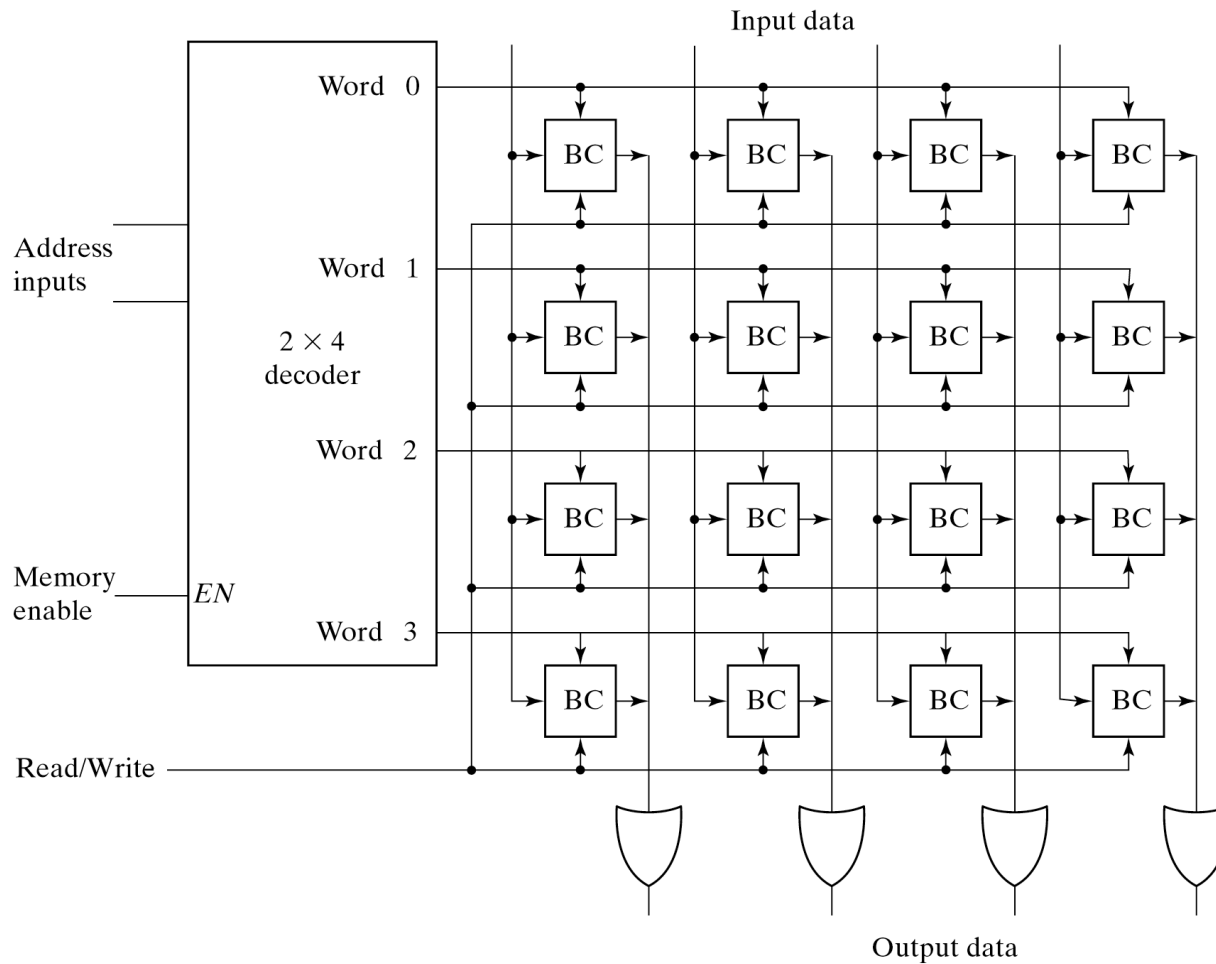 Input data
Word 0
BC BC BC BC
Address
inputs
Word 1
BC BC BC BC
2 × 4
decoder
Word 2
BC BC BC BC
Memory
enable
EN
Word 3
BC BC BC BC
Read/Write
Output data